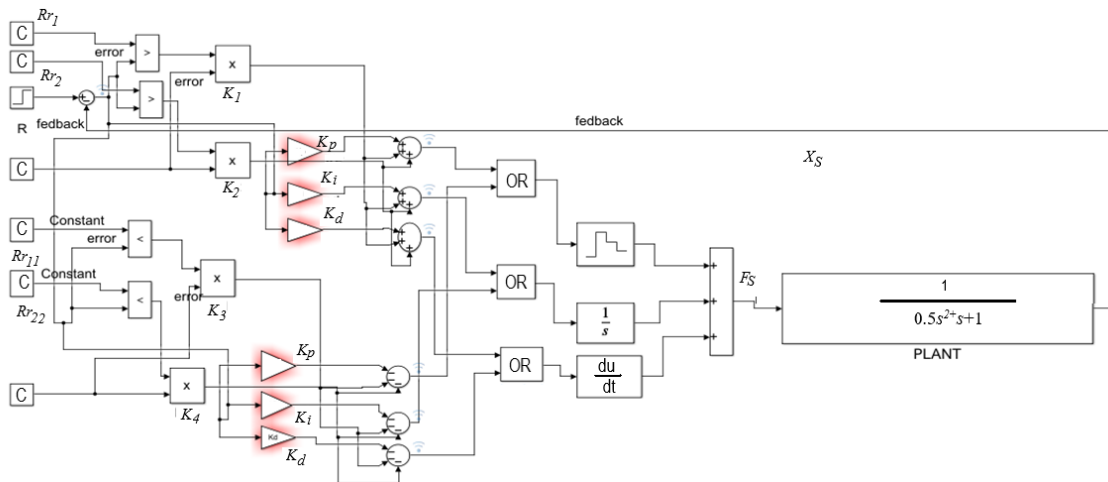 Rr1
C
error
>
x
K1
C
Rr2
>
error
R
fedback
fedback
XS
C
x
K2
Kp
OR
Ki
Kd
Constant
C
error
<
Rr11
Constant
C
<
error
x
K3
Rr22
OR
1
s
FS
1
0.5s2+s+1
PLANT
Kp
OR
du
dt
C
x
K4
Ki
Kd
Kd